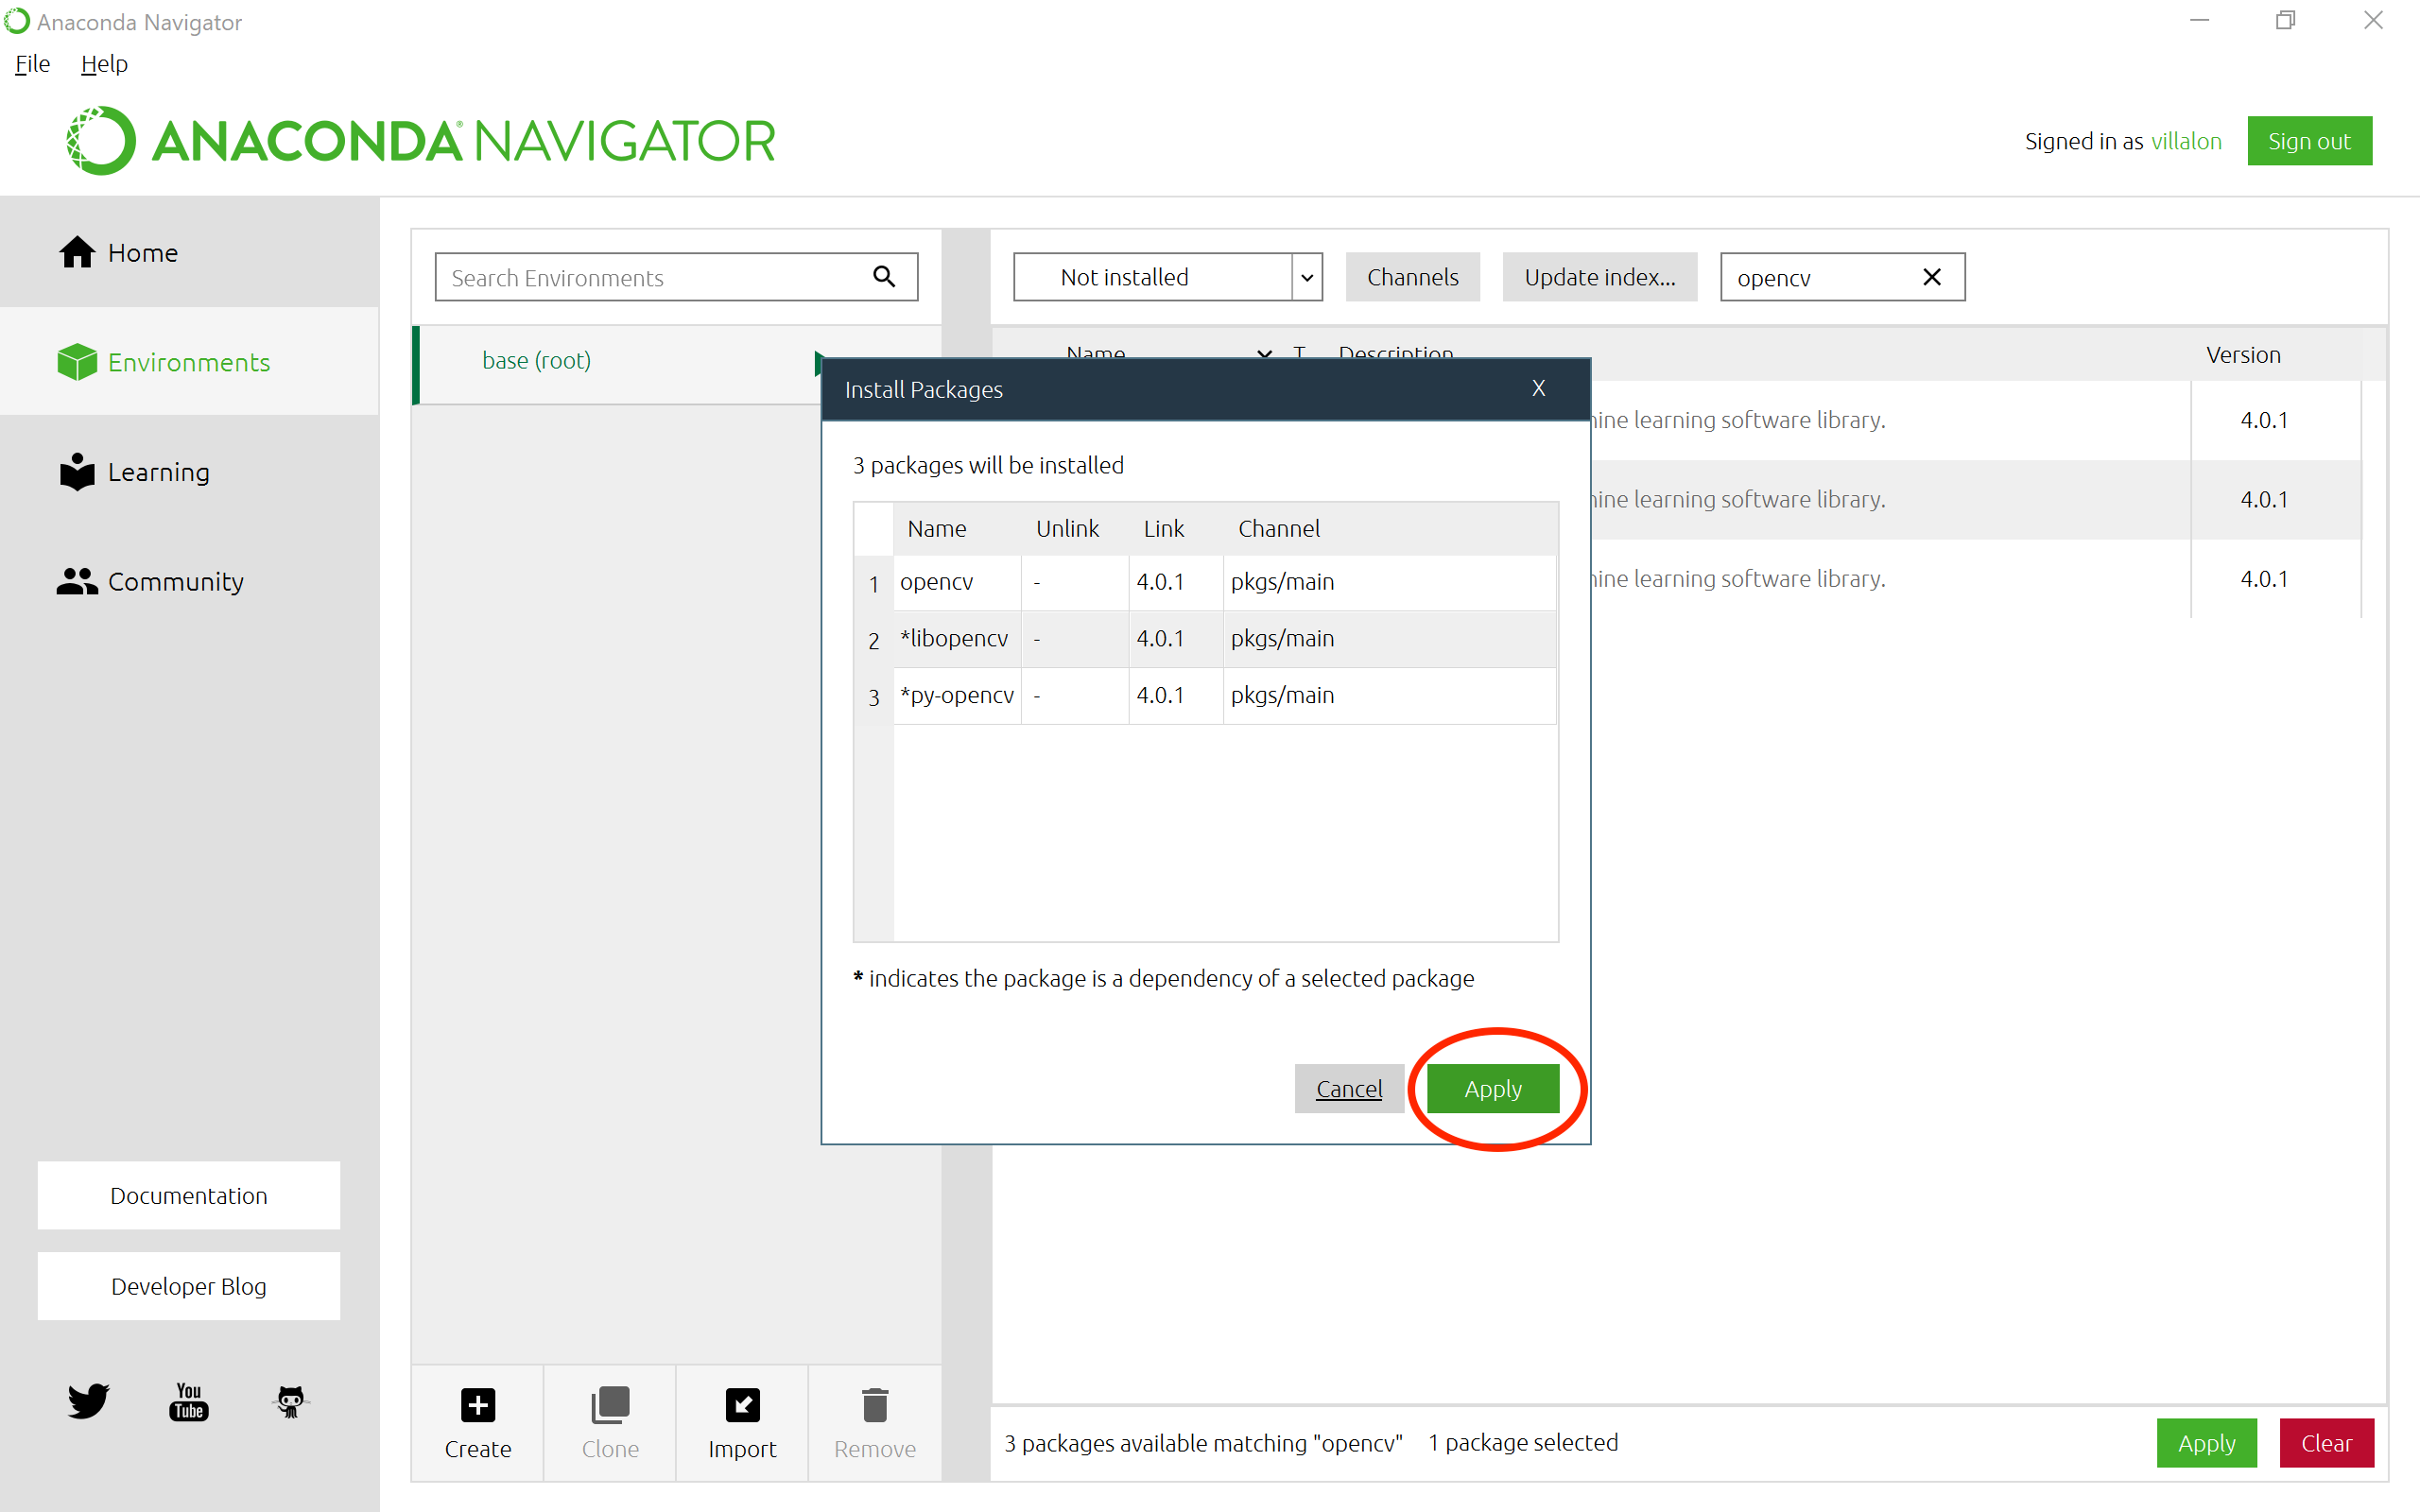 Anaconda Navigator
File Help
ANACONDA® NAVIGATOR
Signed in as villalon
Sign out
Home
Environments
Learning
Community
Documentation
Developer Blog
You
Tube
Search Environments
base (root)
Create
Clone
Import
Remove
Not installed
Channels
Update index...
opencv
Name T Description Version
ine learning software library. 4.0.1
ine learning software library. 4.0.1
ine learning software library. 4.0.1
Install Packages X
3 packages will be installed
Name Unlink Link Channel
1 opencv - 4.0.1 pkgs/main
2 *libopencv - 4.0.1 pkgs/main
3 *py-opencv - 4.0.1 pkgs/main
* indicates the package is a dependency of a selected package
Cancel
Apply
3 packages available matching "opencv" 1 package selected
Apply
Clear